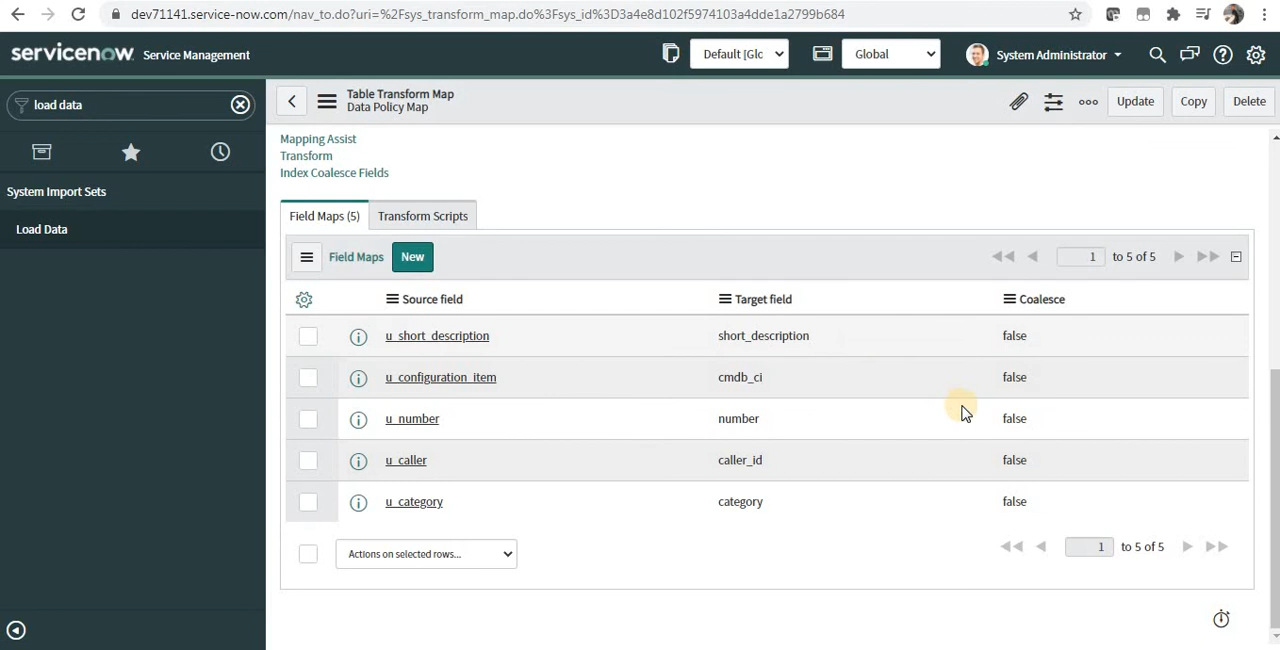 dev71141.service-now.com/nav_to.do?uri=%2Fsys_transform_map.do%3Fsys_id%3D3a4e8d102f5974103a4dde1a2799b684
servicenow Service Management
Default [Glc
Global
System Administrator
load data
Table Transform Map
Data Policy Map
Update
Copy
Delete
System Import Sets
Load Data
Mapping Assist
Transform
Index Coalesce Fields
Field Maps (5)
Transform Scripts
Field Maps
New
1 to 5 of 5
Source field
Target field
Coalesce
u_short_description short_description false
u_configuration_item cmdb_ci false
u_number number false
u_caller caller_id false
u_category category false
Actions on selected rows...
1 to 5 of 5